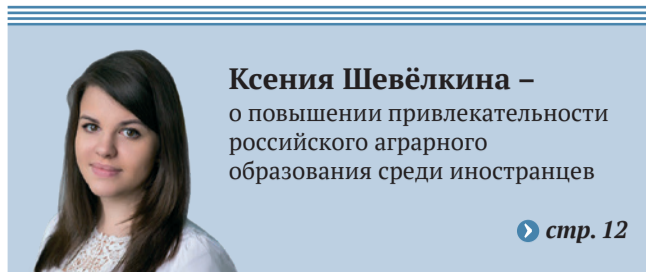 Ксения Шевёлкина –
о повышении привлекательности
российского аграрного
образования среди иностранцев
стр. 12